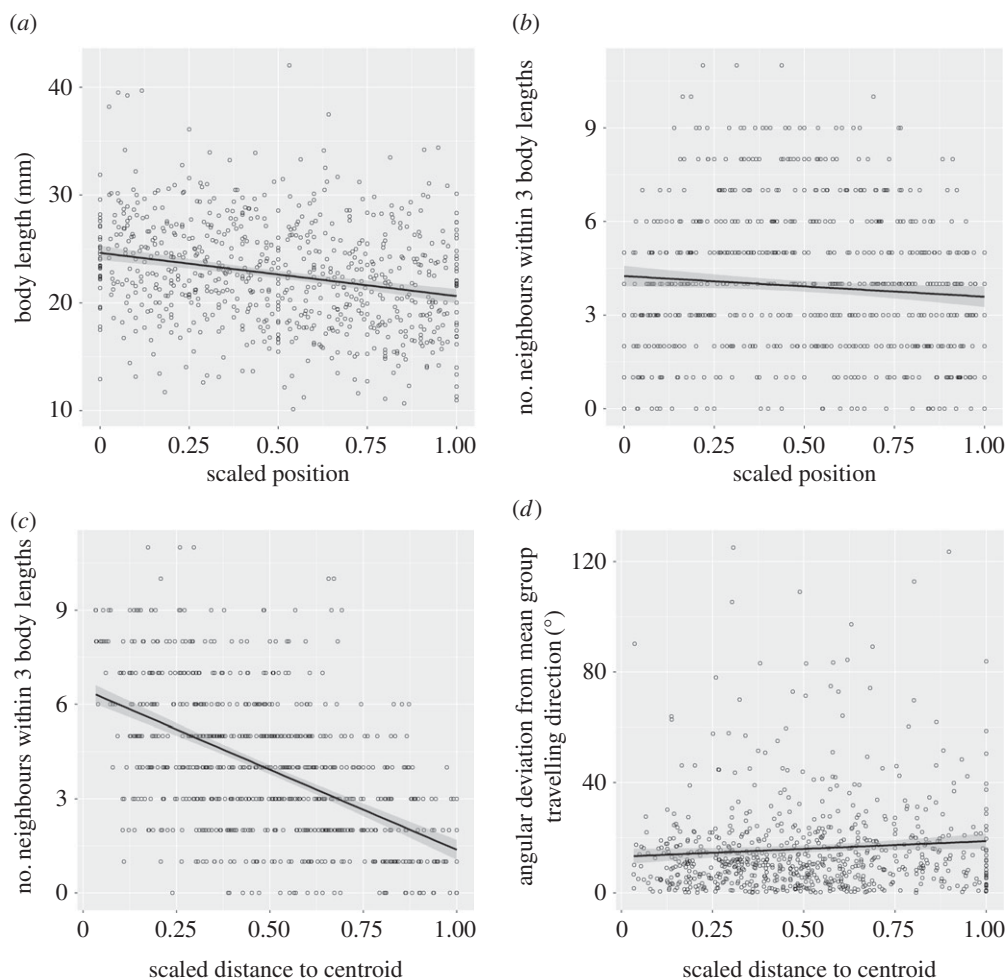 (a)
body length (mm)
40
30
20
10
0
0.25
0.50
0.75
1.00
scaled position
(b)
no. neighbours within 3 body lengths
9
6
3
0
0
0.25
0.50
0.75
1.00
scaled position
(c)
no. neighbours within 3 body lengths
9
6
3
0
0
0.25
0.50
0.75
1.00
scaled distance to centroid
(d)
angular deviation from mean group
travelling direction (°)
120
80
40
0
0
0.25
0.50
0.75
1.00
scaled distance to centroid